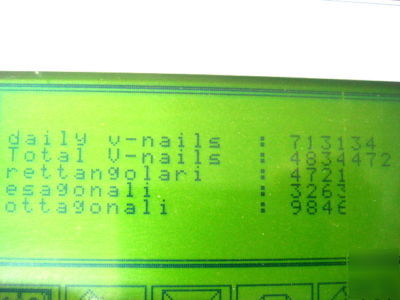 daily v-nails : 713134
Total V-nails : 4834472
rettangolari : 4721
esagonali : 3263
ottagonali : 9846